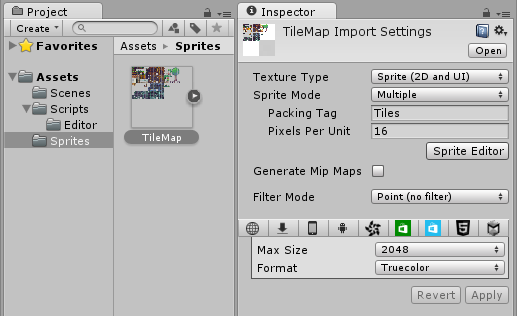 Project
Create
Favorites
Assets
Scenes
Scripts
Editor
Sprites
Assets ▸ Sprites
TileMap
Inspector
TileMap Import Settings
Open
Texture Type Sprite (2D and UI)
Sprite Mode Multiple
Packing Tag Tiles
Pixels Per Unit 16
Sprite Editor
Generate Mip Maps
Filter Mode Point (no filter)
Max Size 2048
Format Truecolor
Revert Apply